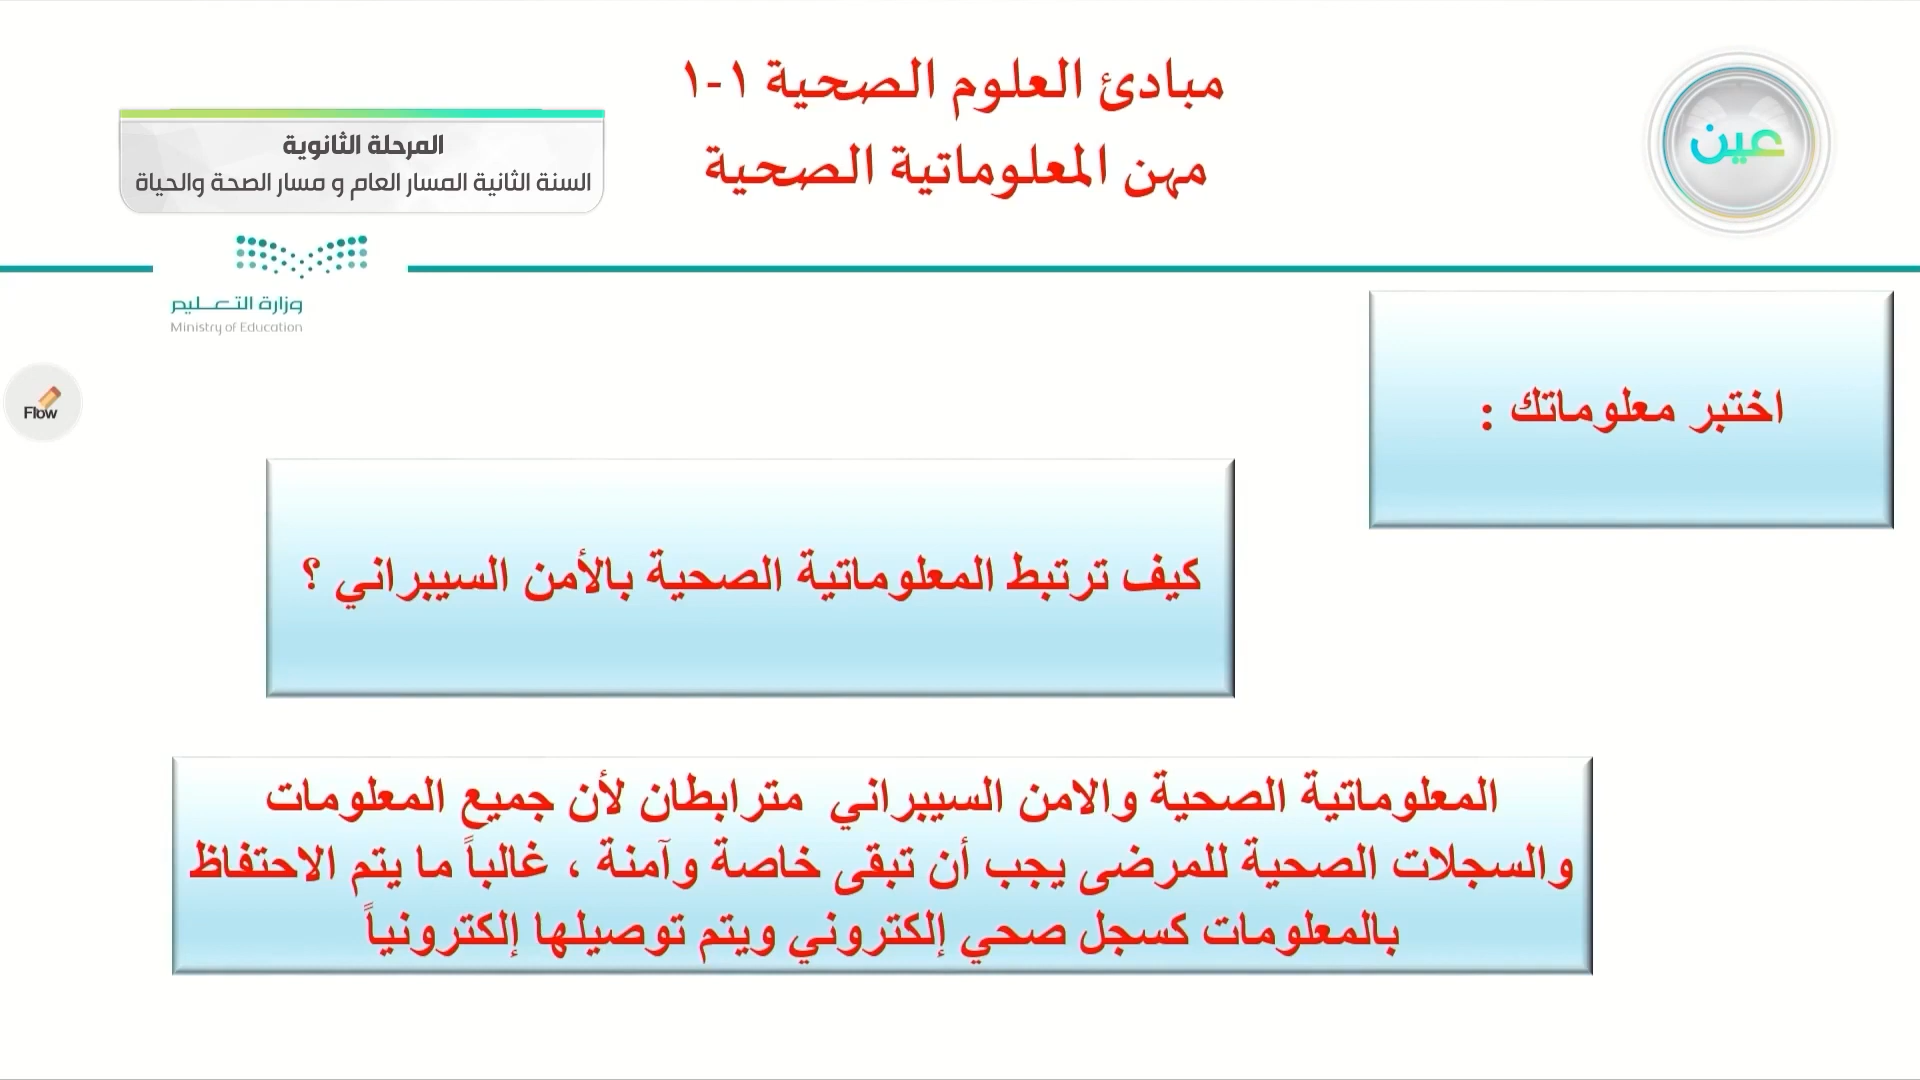 مبادئ العلوم الصحية ١-١
مهن المعلوماتية الصحية
عين
المرحلة الثانوية
السنة الثانية المسار العام و مسار الصحة والحياة
وزارة التعليم
Ministry of Education
Flow
اختبر معلوماتك :
كيف ترتبط المعلوماتية الصحية بالأمن السيبراني ؟
المعلوماتية الصحية والامن السيبراني مترابطان لأن جميع المعلومات
والسجلات الصحية للمرضى يجب أن تبقى خاصة وآمنة ، غالباً ما يتم الاحتفاظ
بالمعلومات كسجل صحي إلكتروني ويتم توصيلها إلكترونياً